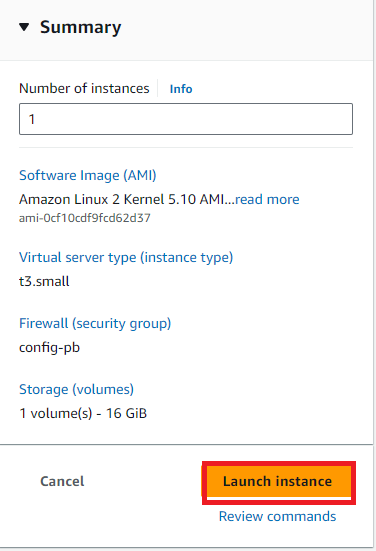 Summary
Number of instances Info
1
Software Image (AMI)
Amazon Linux 2 Kernel 5.10 AMI...read more
ami-0cf10cdf9fcd62d37
Virtual server type (instance type)
t3.small
Firewall (security group)
config-pb
Storage (volumes)
1 volume(s) - 16 GiB
Cancel Launch instance
Review commands